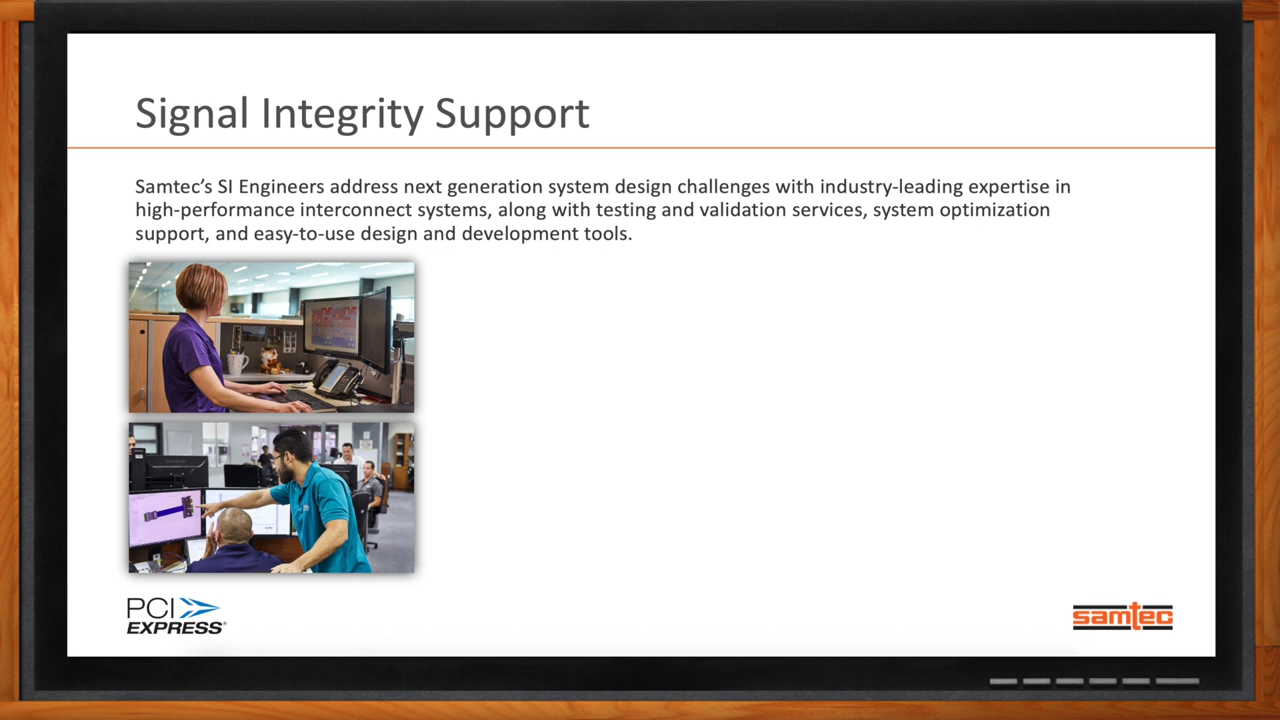 Signal Integrity Support
Samtec’s SI Engineers address next generation system design challenges with industry-leading expertise in
high-performance interconnect systems, along with testing and validation services, system optimization
support, and easy-to-use design and development tools.
PCI
EXPRESS®
samtec